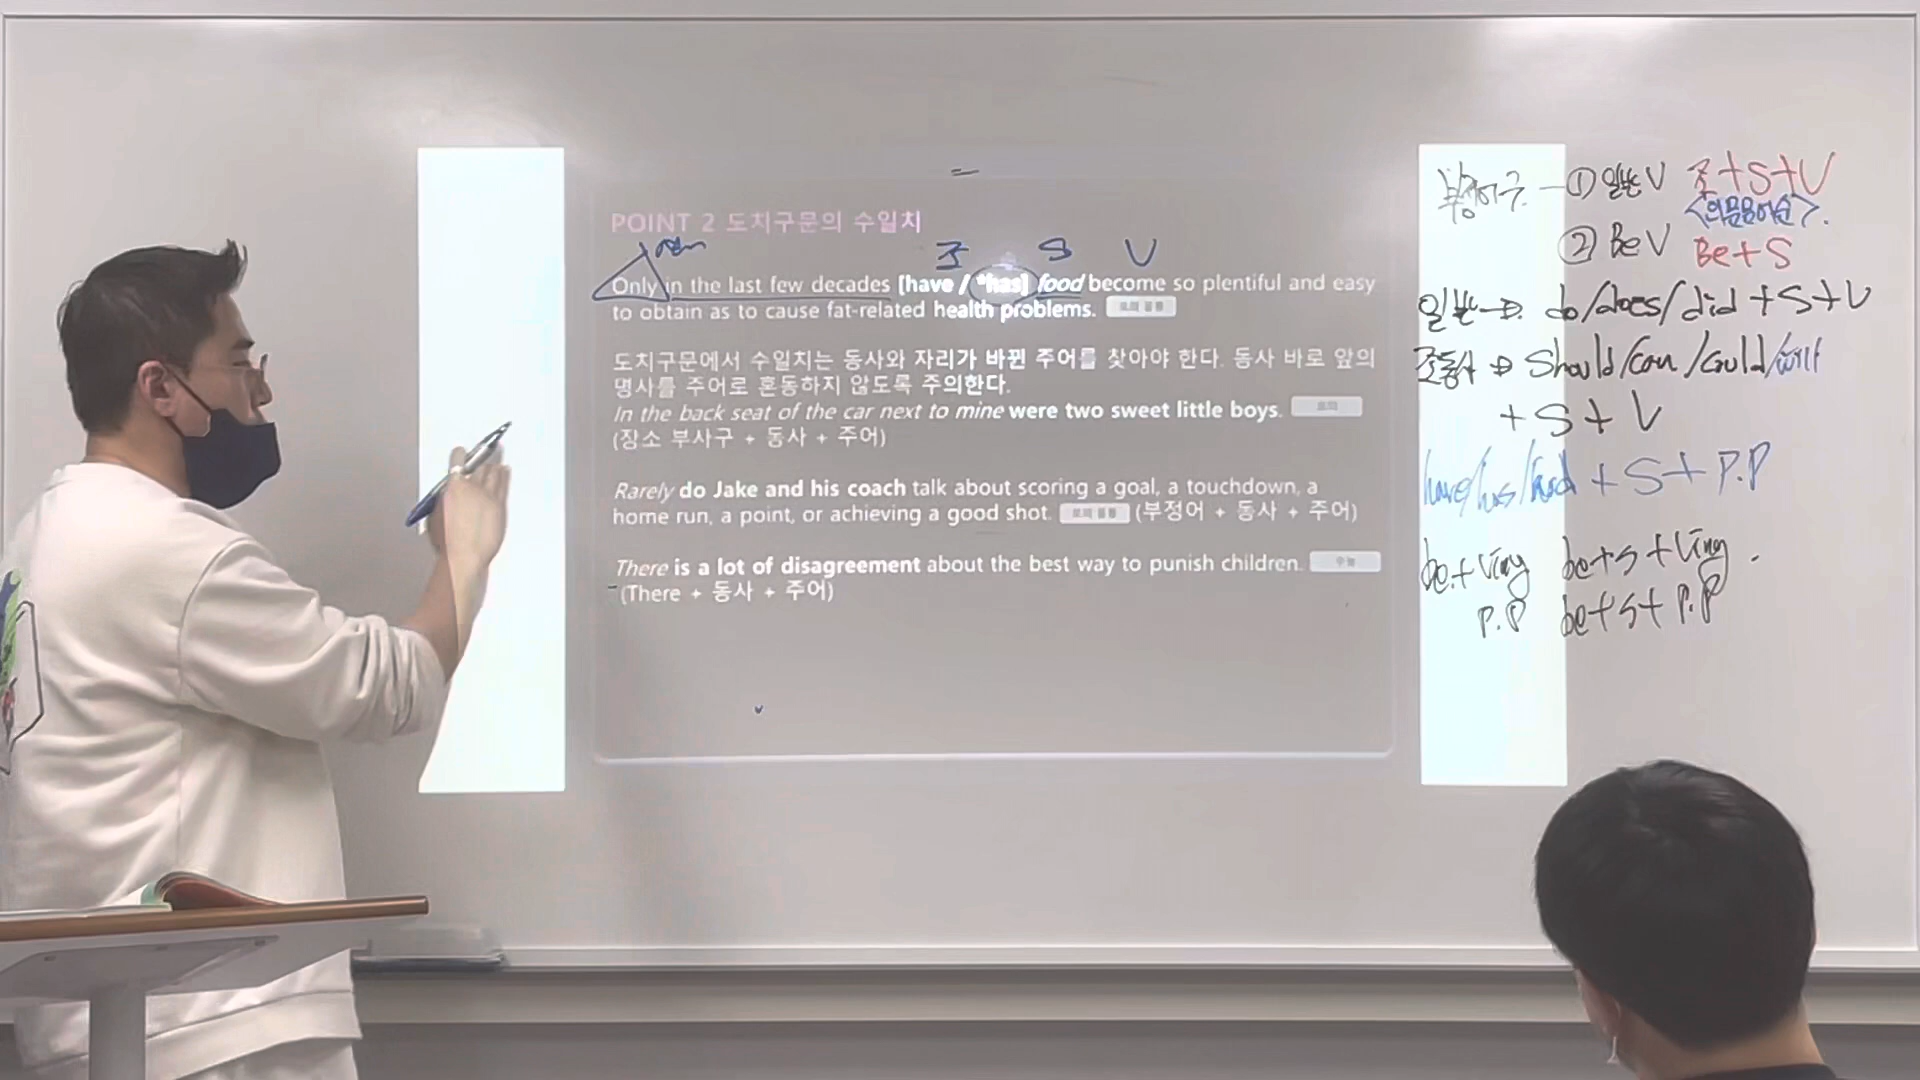 POINT 2 도치구문의 수일치
조 S V
Only in the last few decades [have / *has] food become so plentiful and easy
to obtain as to cause fat-related health problems.
도치구문에서 수일치는 동사와 자리가 바뀐 주어를 찾아야 한다. 동사 바로 앞의
명사를 주어로 혼동하지 않도록 주의한다.
In the back seat of the car next to mine were two sweet little boys.
(장소 부사구 + 동사 + 주어)
Rarely do Jake and his coach talk about scoring a goal, a touchdown, a
home run, a point, or achieving a good shot. (부정어 + 동사 + 주어)
There is a lot of disagreement about the best way to punish children.
(There + 동사 + 주어)
부정어구 - ① 일반V 조+S+V
<의문문어순>
② Be V Be+S
일반→ do/does/did +S+V
조동사 → Should/can/could/will
+S+V
have/has/had +S+P.P
be+Ving be+s+Ving
P.P be+s+P.P